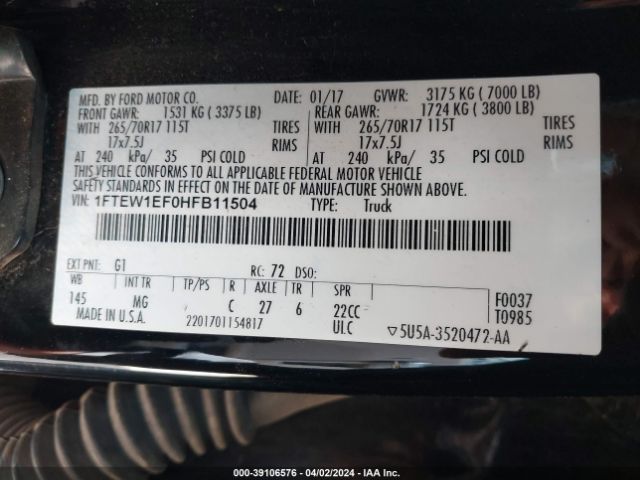 MFD. BY FORD MOTOR CO. 01/17 GVWR: 3175 KG ( 7000 LB)
FRONT GAWR: 1531 KG ( 3375 LB) REAR GAWR: 1724 KG ( 3800 LB)
WITH 265/70R17 115T TIRES WITH 265/70R17 115T TIRES
17x7.5J RIMS 17x7.5J RIMS
AT 240 kPa/ 35 PSI COLD AT 240 kPa/ 35 PSI COLD
THIS VEHICLE CONFORMS TO ALL APPLICABLE FEDERAL MOTOR VEHICLE
SAFETY STANDARDS IN EFFECT ON THE DATE OF MANUFACTURE SHOWN ABOVE.
VIN: 1FTEW1EF0HFB11504 TYPE: Truck
EXT PNT: G1 RC: 72 DSO:
WB INT TR TP/PS R AXLE TR SPR
145 MG C 27 6 22CC F0037
MADE IN U.S.A. 2201701154817 ULC T0985
▽5U5A-3520472-AA
000-39106576 - 04/02/2024 - IAA Inc.